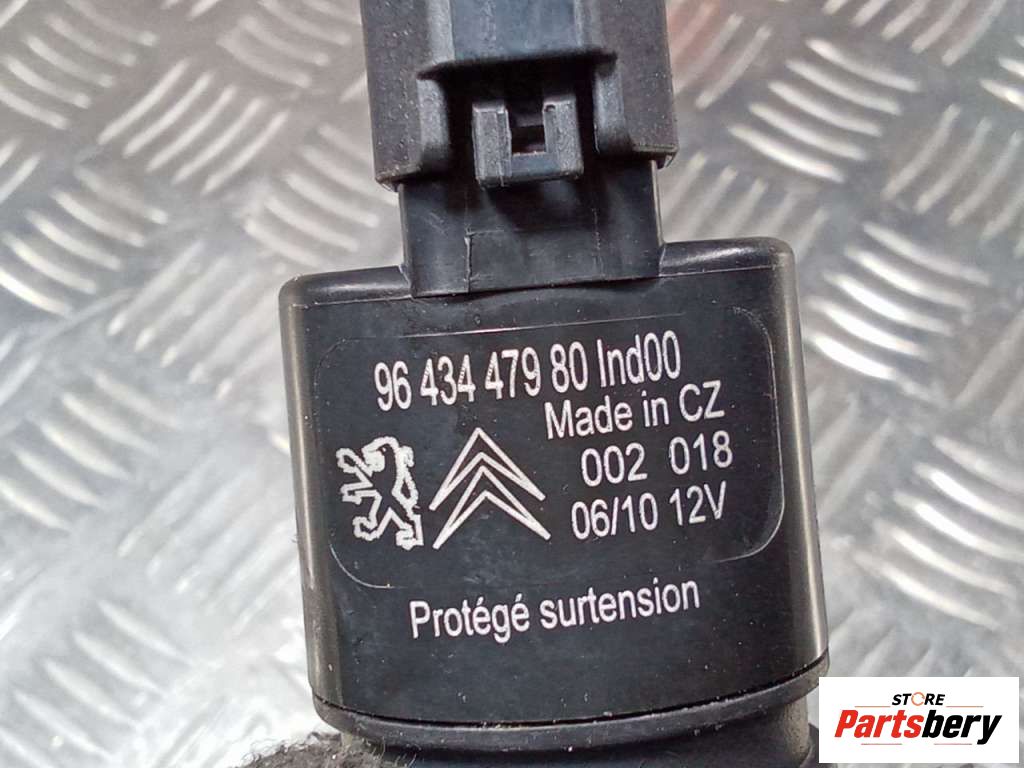 96 434 479 80 Ind00
Made in CZ
002 018
06/10 12V
Protégé surtension
STORE
Partsbery